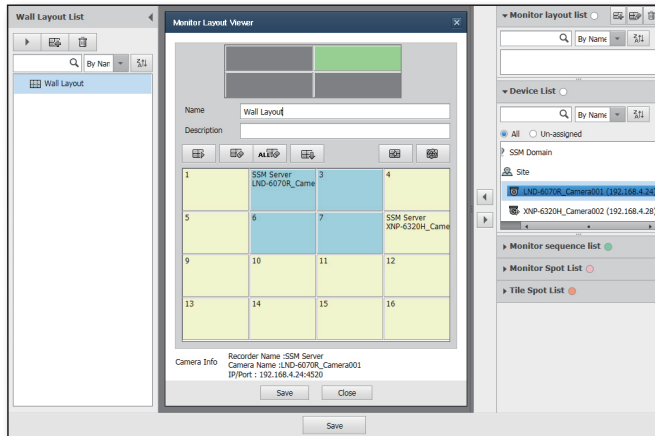 Wall Layout List
By Nar
Wall Layout
Monitor Layout Viewer
Name
Wall Layout
Description
ALL
1
SSM Server
LND-6070R_Came
3
4
5
6
7
SSM Server
XNP-6320H_Came
9
10
11
12
13
14
15
16
Camera Info
Recorder Name :SSM Server
Camera Name :LND-6070R_Camera001
IP/Port : 192.168.4.24:4520
Save
Close
Save
Monitor layout list
By Name
Device List
By Name
All
Un-assigned
SSM Domain
Site
LND-6070R_Camera001 (192.168.4.24)
XNP-6320H_Camera002 (192.168.4.28)
Monitor sequence list
Monitor Spot List
Tile Spot List